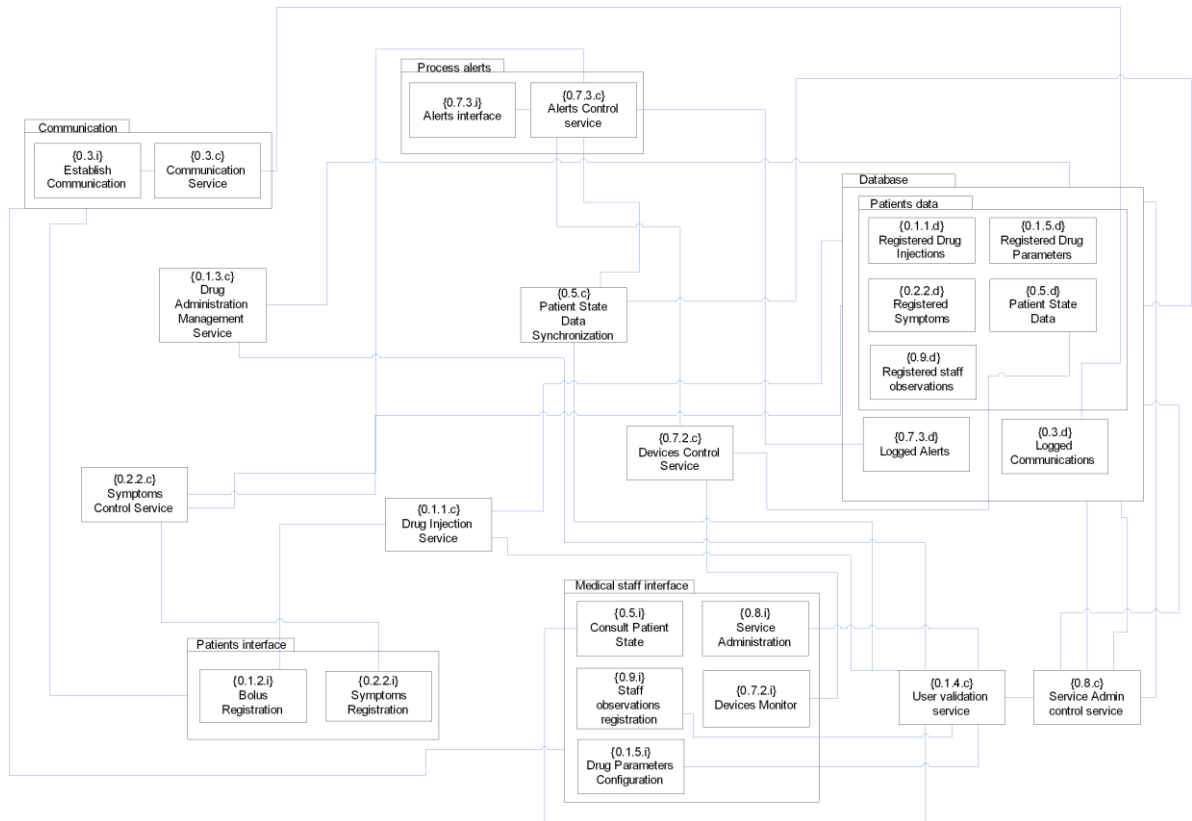 Process alerts
{0.7.3.i}
Alerts interface
{0.7.3.c}
Alerts Control
service
Communication
{0.3.i}
Establish
Communication
{0.3.c}
Communication
Service
Database
Patients data
{0.1.1.d}
Registered Drug
Injections
{0.1.5.d}
Registered Drug
Parameters
{0.2.2.d}
Registered
Symptoms
{0.5.d}
Patient State
Data
{0.9.d}
Registered staff
observations
{0.7.3.d}
Logged Alerts
{0.3.d}
Logged
Communications
{0.1.3.c}
Drug
Administration
Management
Service
{0.5.c}
Patient State
Data
Synchronization
{0.7.2.c}
Devices Control
Service
{0.2.2.c}
Symptoms
Control Service
{0.1.1.c}
Drug Injection
Service
Medical staff interface
{0.5.i}
Consult Patient
State
{0.8.i}
Service
Administration
{0.9.i}
Staff
observations
registration
{0.7.2.i}
Devices Monitor
{0.1.5.i}
Drug Parameters
Configuration
Patients interface
{0.1.2.i}
Bolus
Registration
{0.2.2.i}
Symptoms
Registration
{0.1.4.c}
User validation
service
{0.8.c}
Service Admin
control service